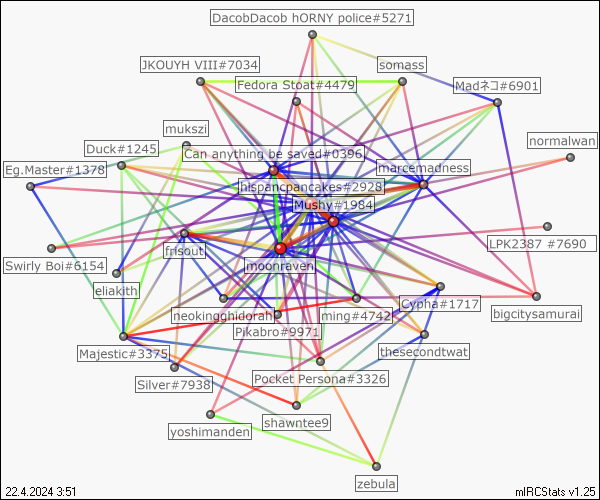 DacobDacob hORNY police#5271
JKOUYH VIII#7034
somass
Fedora Stoat#4479
Madネコ#6901
mukszi
normalwan
Duck#1245
Can anything be saved#0396
Eg.Master#1378
marcemadness
hispancpancakes#2928
Mushy#1984
LPK2387 #7690
frisout
Swirly Boi#6154
moonraven
eliakith
Cypha#1717
neokingghidorah
ming#4742
bigcitysamurai
Pikabro#9971
Majestic#3375
thesecondtwat
Silver#7938
Pocket Persona#3326
yoshimanden
shawntee9
zebula
22.4.2024 3:51
mIRCStats v1.25